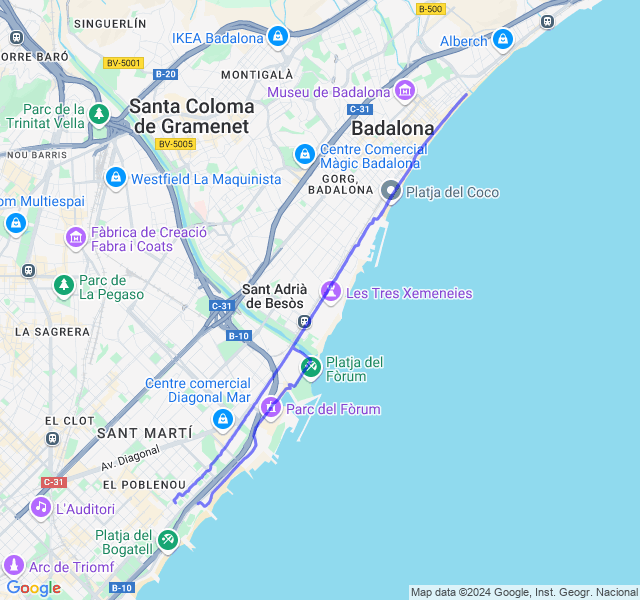 SINGUERLÍN
B-500
IKEA Badalona
Alberch
ORRE BARÓ
BV-5001
B-20
MONTIGALÀ
Museu de Badalona
Parc de la
Trinitat Vella
Santa Coloma
de Gramenet
C-31
Badalona
BV-5005
NOU BARRIS
Centre Comercial
Màgic Badalona
Westfield La Maquinista
GORG,
BADALONA
Platja del Coco
om Multiespai
Fàbrica de Creació
Fabra i Coats
Parc de
La Pegaso
Sant Adrià
de Besòs
Les Tres Xemeneies
C-31
LA SAGRERA
B-10
Platja del
Fòrum
Centre comercial
Diagonal Mar
Parc del Fòrum
EL CLOT
SANT MARTÍ
Av. Diagonal
C-31
EL POBLENOU
L'Auditori
Platja del
Bogatell
Arc de Triomf
B-10
Google
Map data ©2024 Google, Inst. Geogr. Nacional